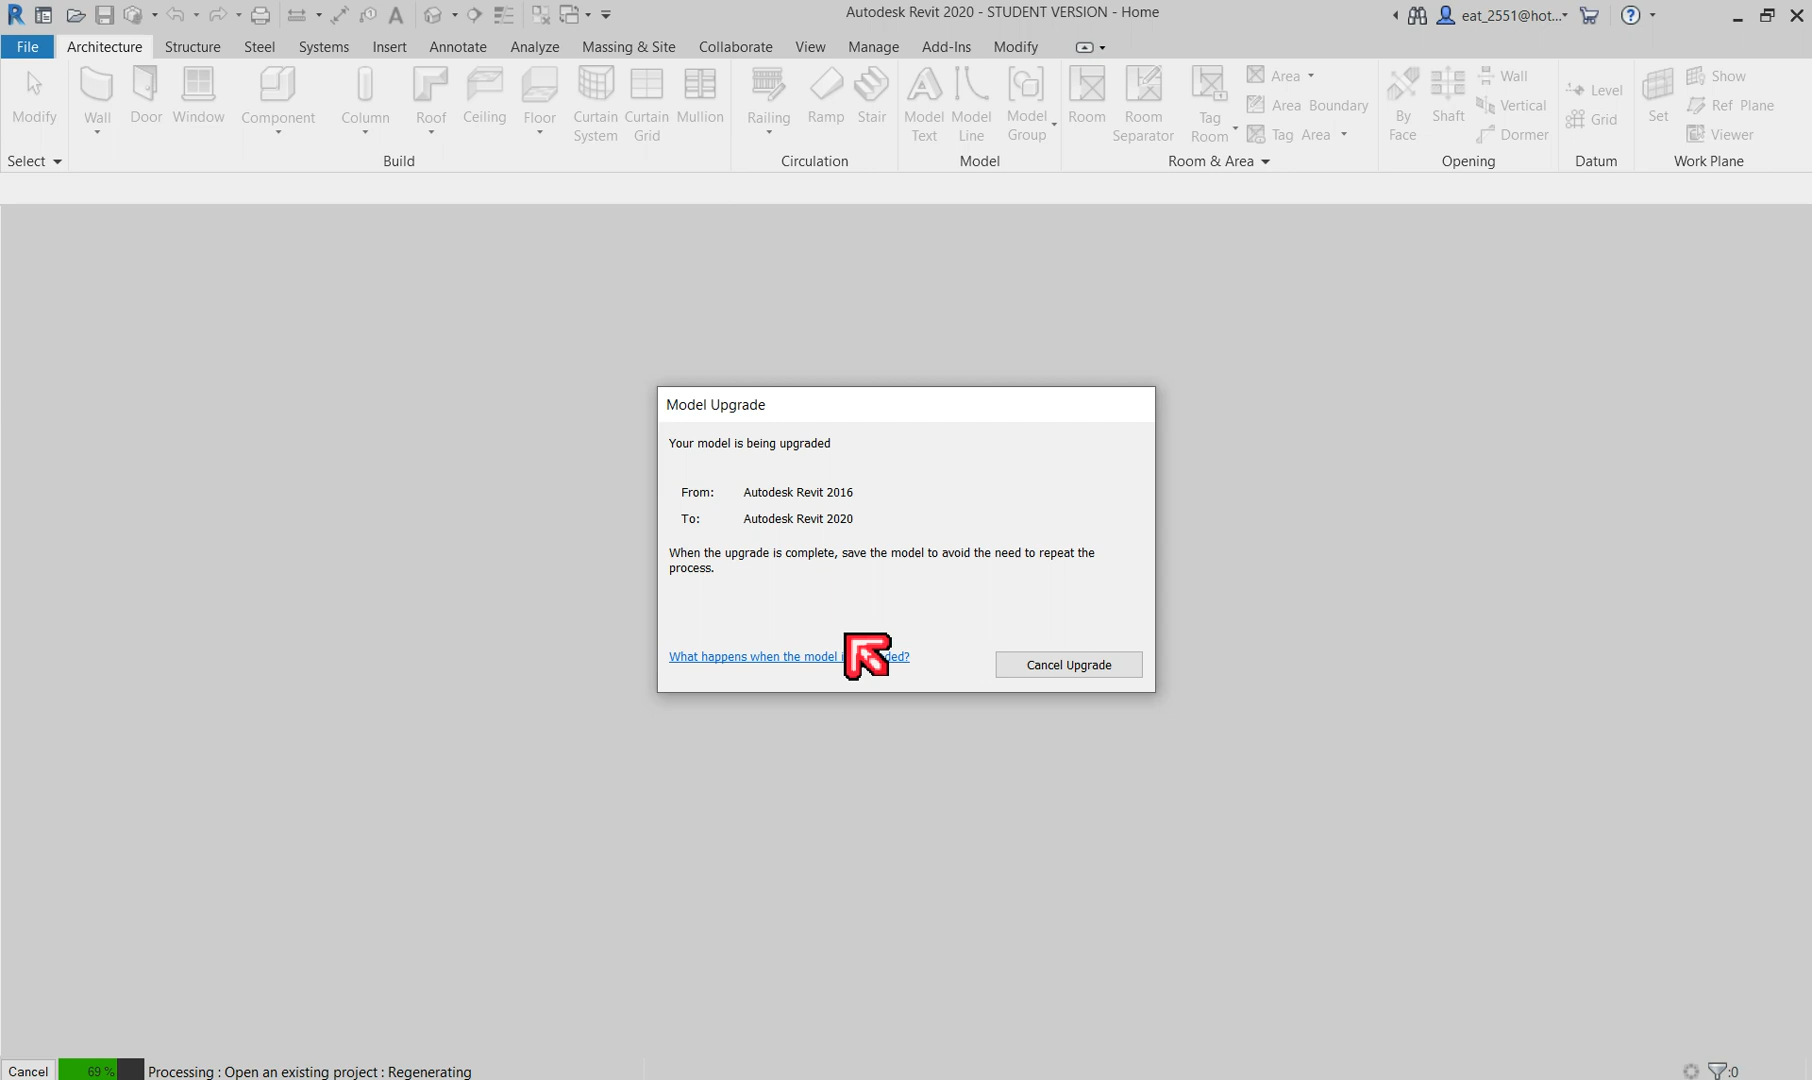 Autodesk Revit 2020 - STUDENT VERSION - Home
eat_2551@hot...
File Architecture Structure Steel Systems Insert Annotate Analyze Massing & Site Collaborate View Manage Add-Ins Modify
Modify
Wall
Door
Window
Component
Column
Roof
Ceiling
Floor
Curtain System
Curtain Grid
Mullion
Railing
Ramp
Stair
Model Text
Model Line
Model Group
Room
Room Separator
Tag Room
Area
Area Boundary
Tag Area
By Face
Shaft
Wall
Vertical
Dormer
Level
Grid
Set
Show
Ref Plane
Viewer
Select Build Circulation Model Room & Area Opening Datum Work Plane
Model Upgrade
Your model is being upgraded
From: Autodesk Revit 2016
To: Autodesk Revit 2020
When the upgrade is complete, save the model to avoid the need to repeat the
process.
What happens when the model
Cancel Upgrade
Cancel 69 % Processing : Open an existing project : Regenerating
:0